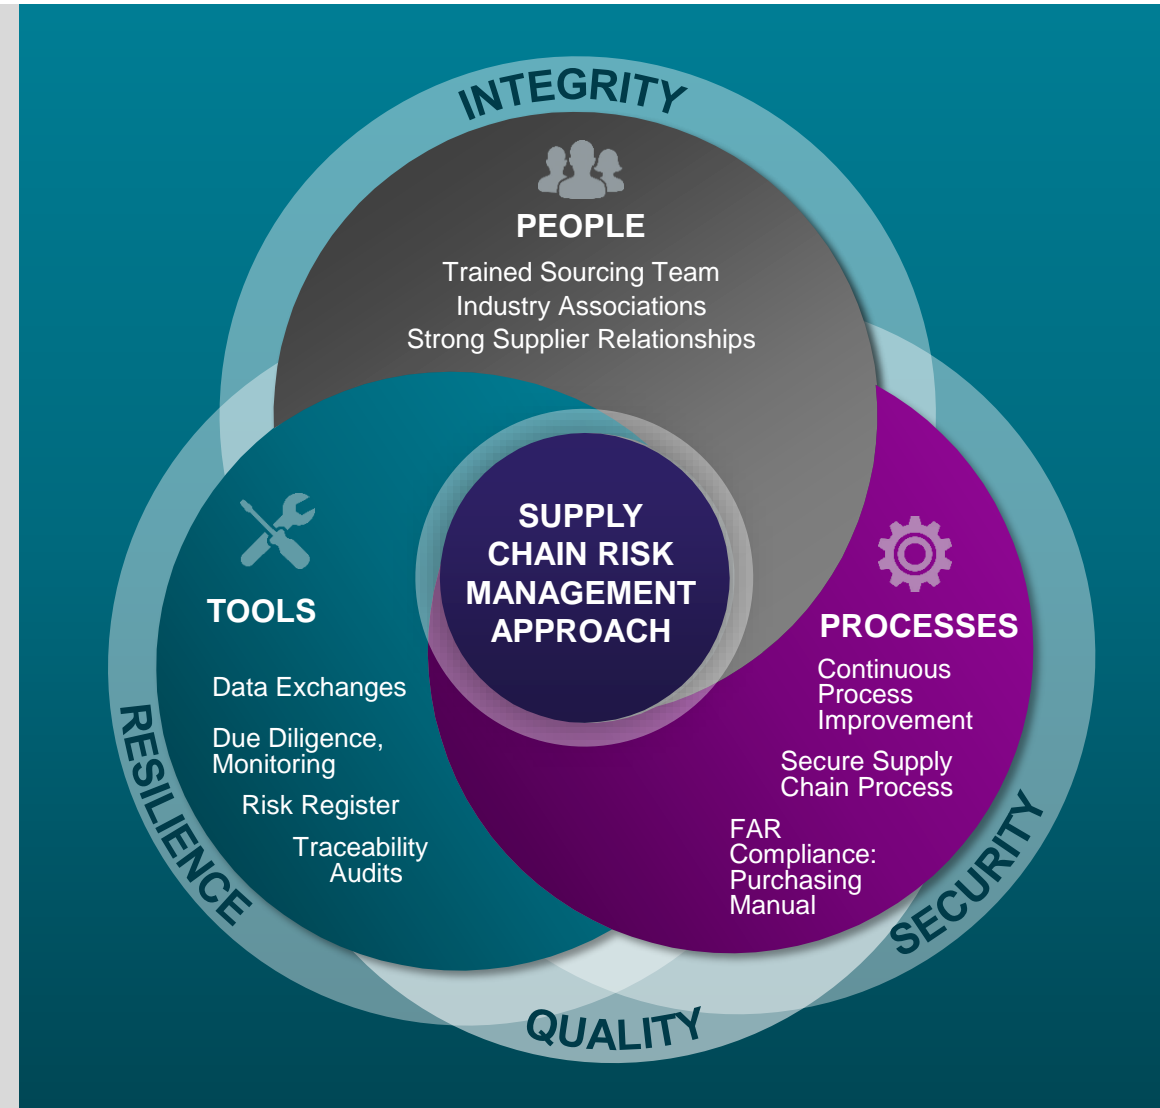 INTEGRITY
PEOPLE
Trained Sourcing Team
Industry Associations
Strong Supplier Relationships
SUPPLY
CHAIN RISK
MANAGEMENT
APPROACH
TOOLS
Data Exchanges
Due Diligence,
Monitoring
Risk Register
Traceability
Audits
PROCESSES
Continuous
Process
Improvement
Secure Supply
Chain Process
FAR
Compliance:
Purchasing
Manual
RESILIENCE
SECURITY
QUALITY